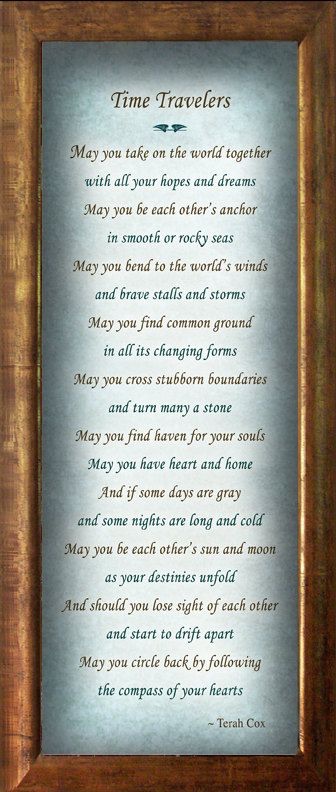 Time Travelers
May you take on the world together
with all your hopes and dreams
May you be each other's anchor
in smooth or rocky seas
May you bend to the world's winds
and brave stalls and storms
May you find common ground
in all its changing forms
May you cross stubborn boundaries
and turn many a stone
May you find haven for your souls
May you have heart and home
And if some days are gray
and some nights are long and cold
May you be each other's sun and moon
as your destinies unfold
And should you lose sight of each other
and start to drift apart
May you circle back by following
the compass of your hearts
~ Terah Cox